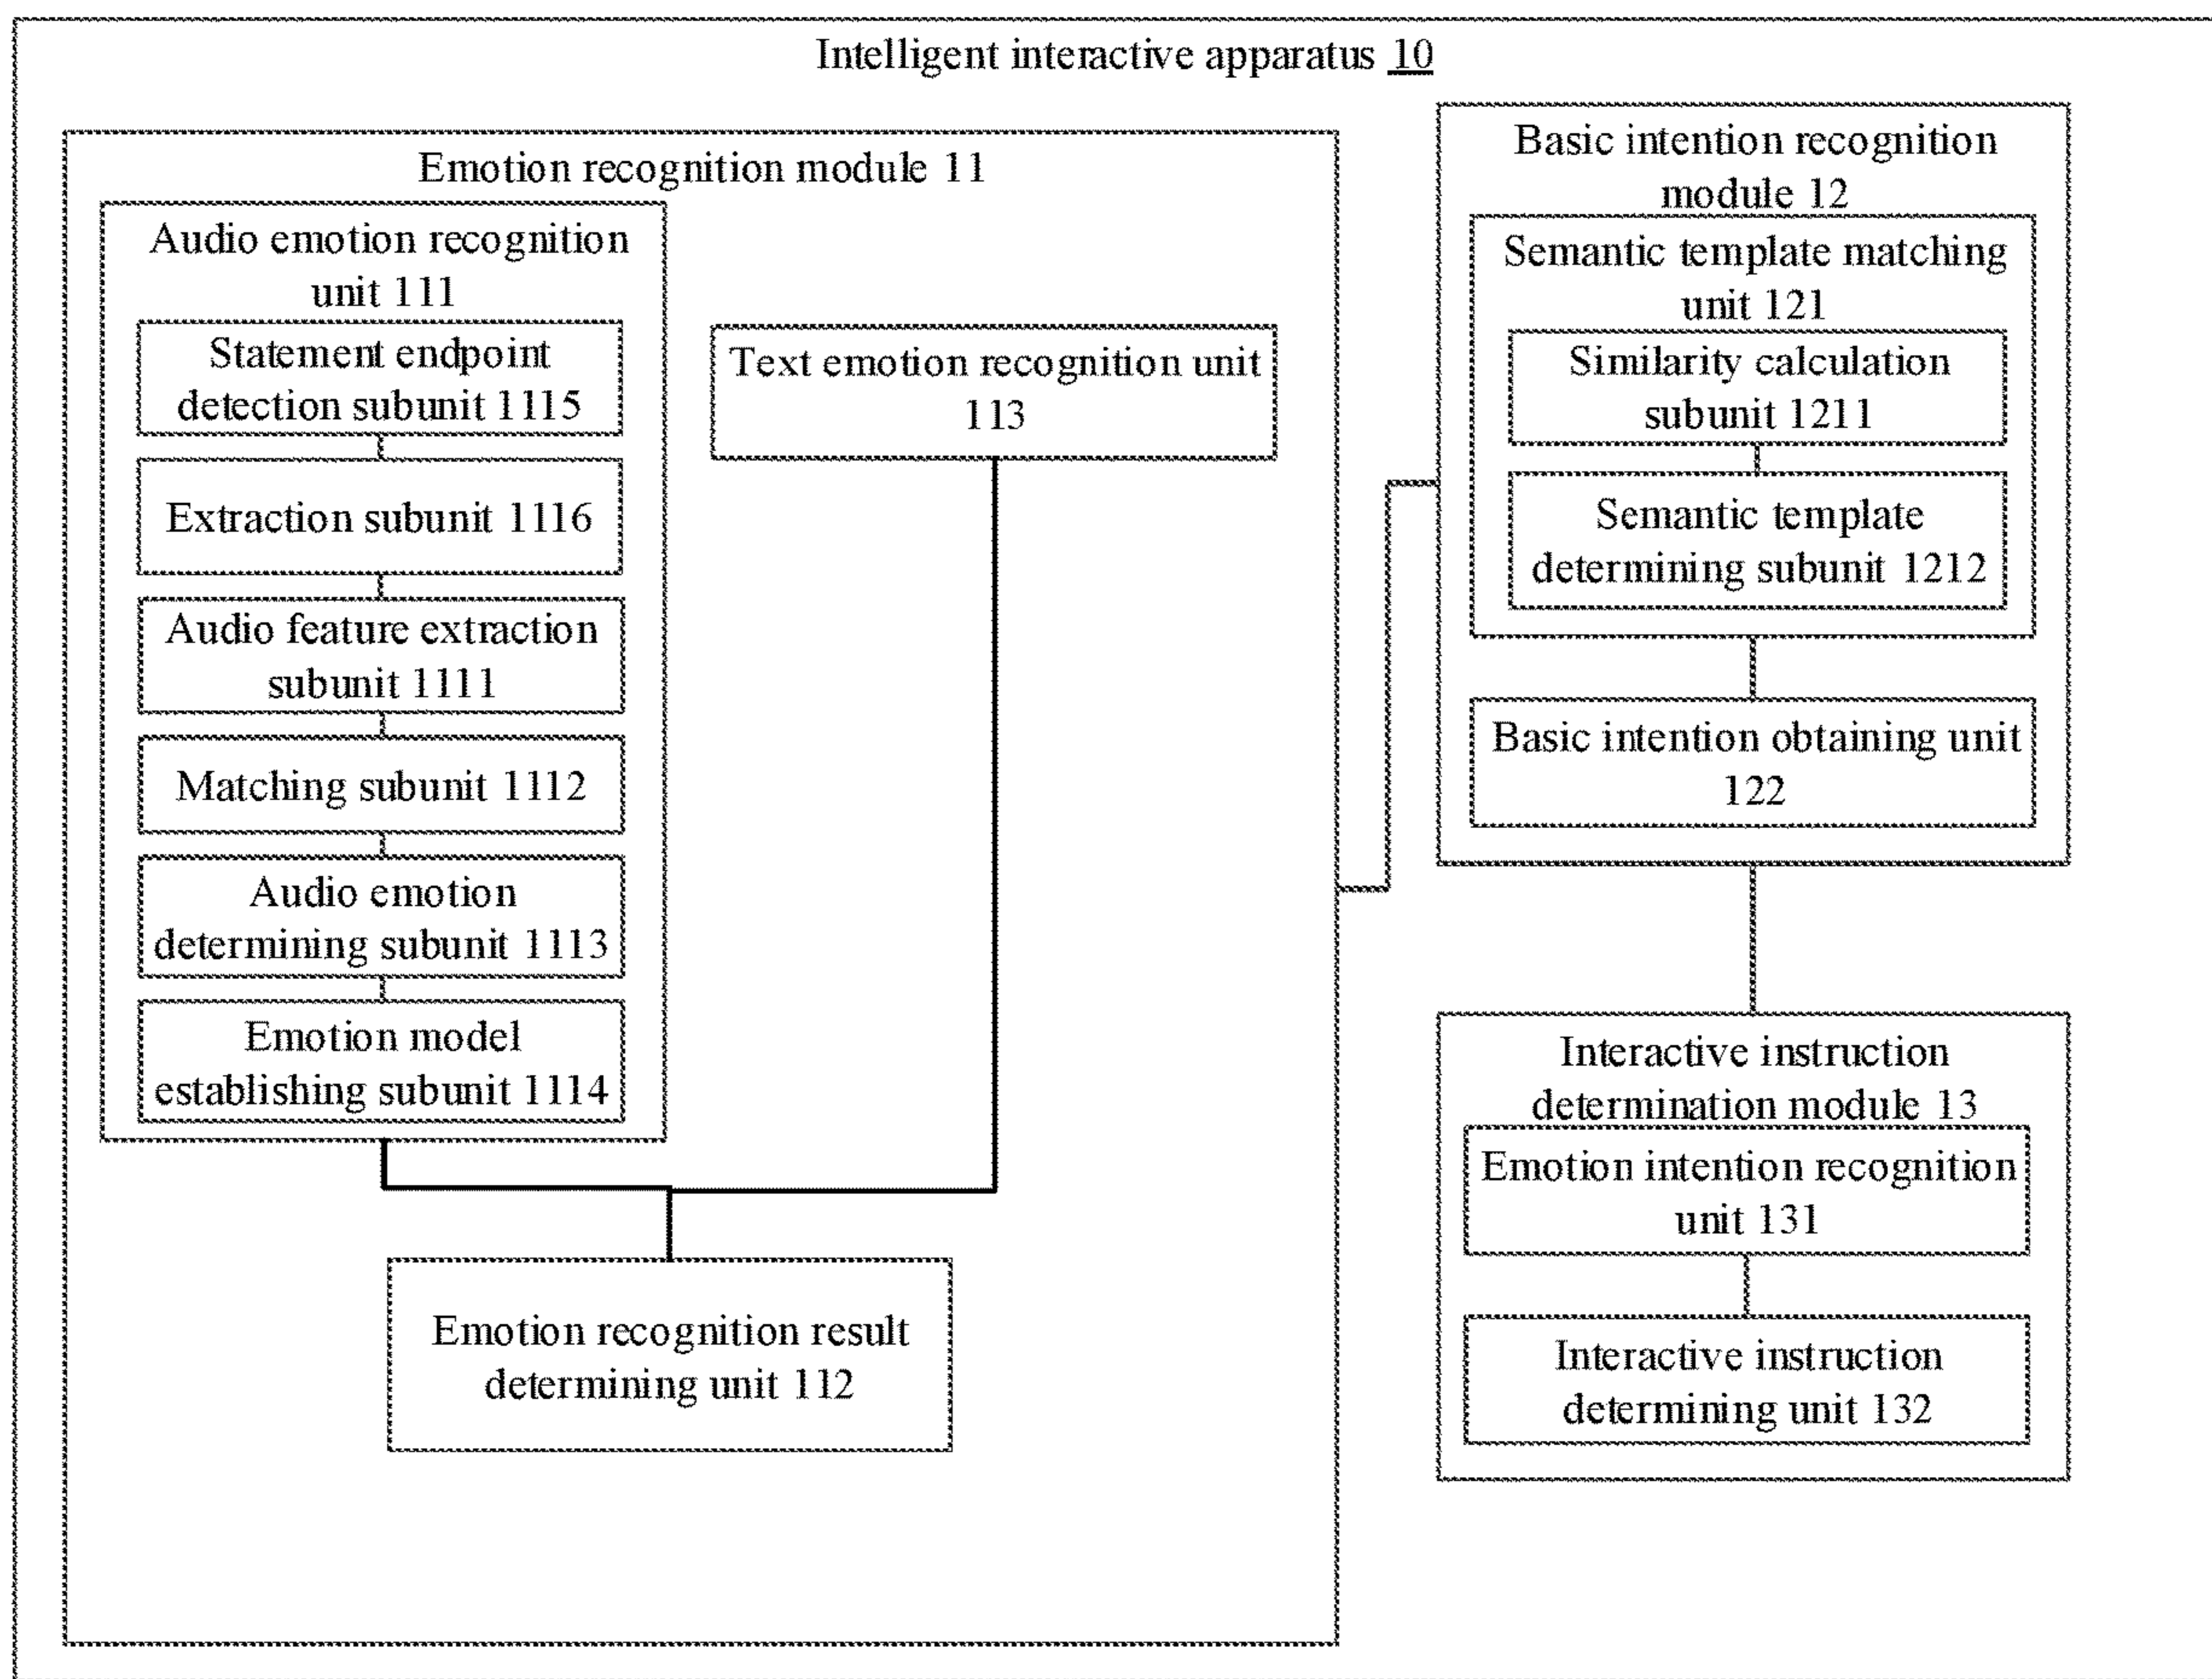 Intelligent interactive apparatus 10
Emotion recognition module 11
Audio emotion recognition
unit 111
Statement endpoint
detection subunit 1115
Extraction subunit 1116
Audio feature extraction
subunit 1111
Matching subunit 1112
Audio emotion
determining subunit 1113
Emotion model
establishing subunit 1114
Text emotion recognition unit
113
Emotion recognition result
determining unit 112
Basic intention recognition
module 12
Semantic template matching
unit 121
Similarity calculation
subunit 1211
Semantic template
determining subunit 1212
Basic intention obtaining unit
122
Interactive instruction
determination module 13
Emotion intention recognition
unit 131
Interactive instruction
determining unit 132